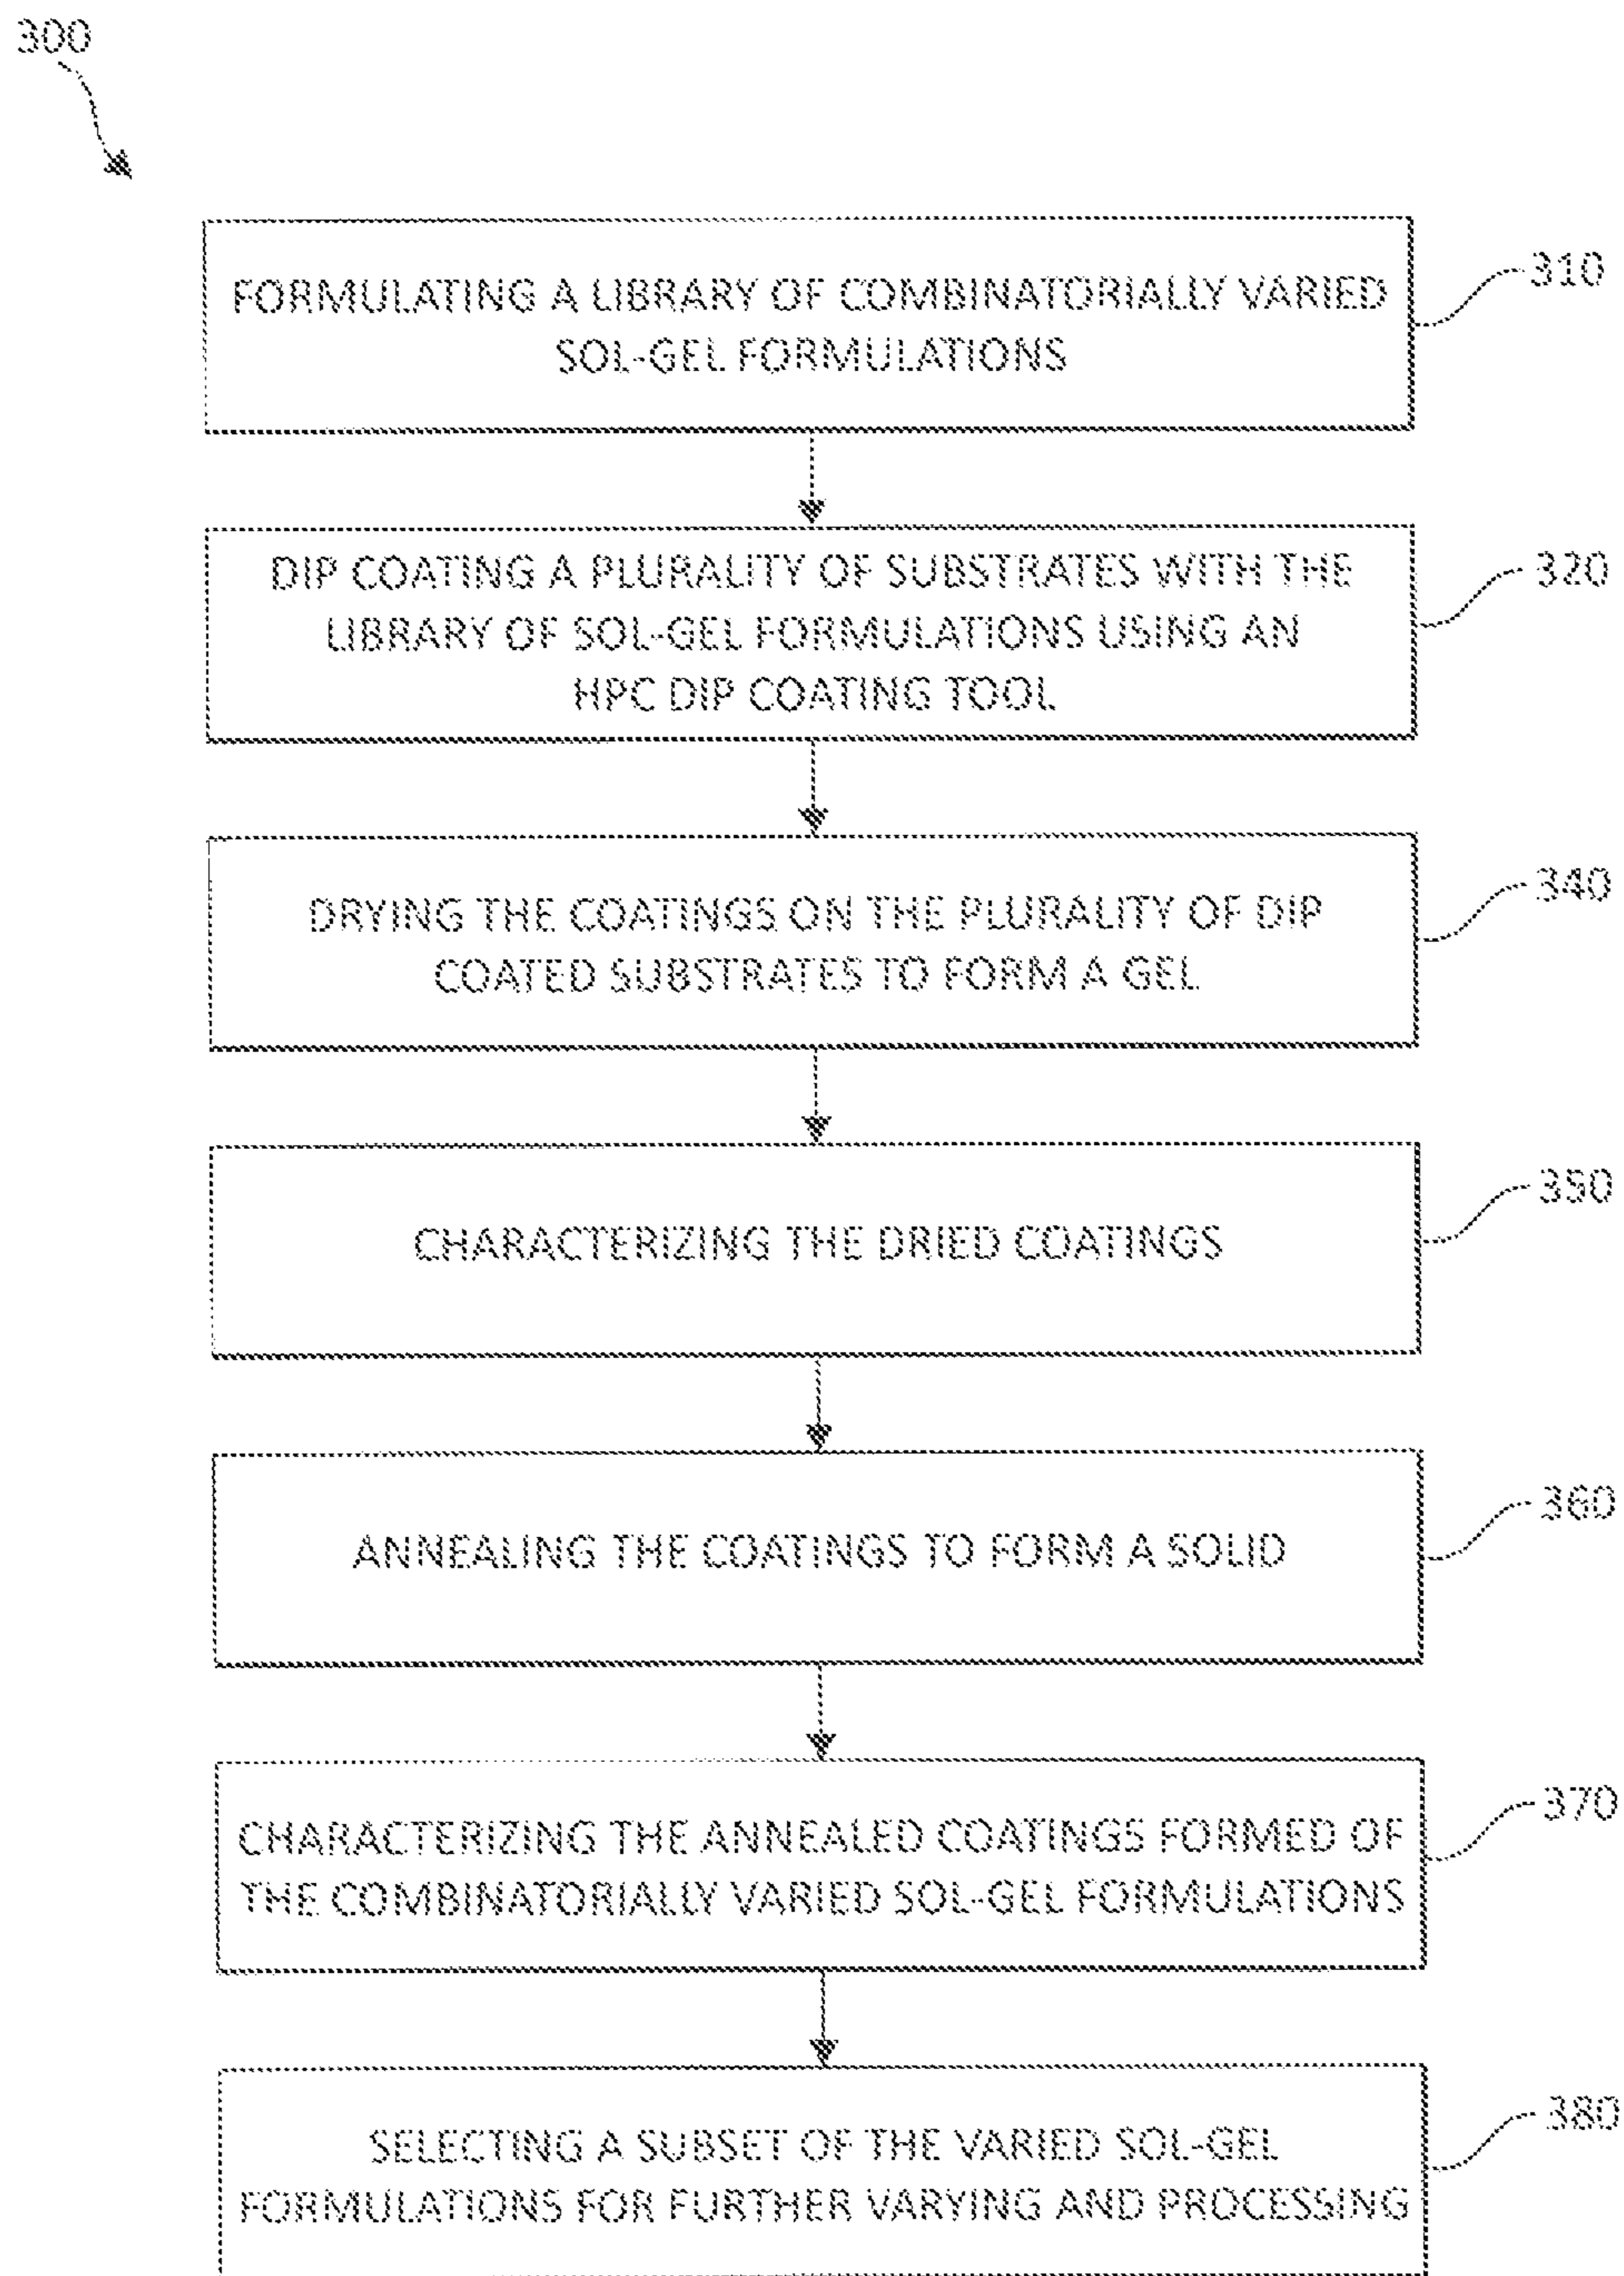 300
FORMULATING A LIBRARY OF COMBINATORIALLY VARIED
SOL-GEL FORMULATIONS
310
DIP COATING A PLURALITY OF SUBSTRATES WITH THE
LIBRARY OF SOL-GEL FORMULATIONS USING AN
HPC DIP COATING TOOL
320
DRYING THE COATINGS ON THE PLURALITY OF DIP
COATED SUBSTRATES TO FORM A GEL
340
CHARACTERIZING THE DRIED COATINGS
350
ANNEALING THE COATINGS TO FORM A SOLID
360
CHARACTERIZING THE ANNEALED COATINGS FORMED OF
THE COMBINATORIALLY VARIED SOL-GEL FORMULATIONS
370
SELECTING A SUBSET OF THE VARIED SOL-GEL
FORMULATIONS FOR FURTHER VARYING AND PROCESSING
380